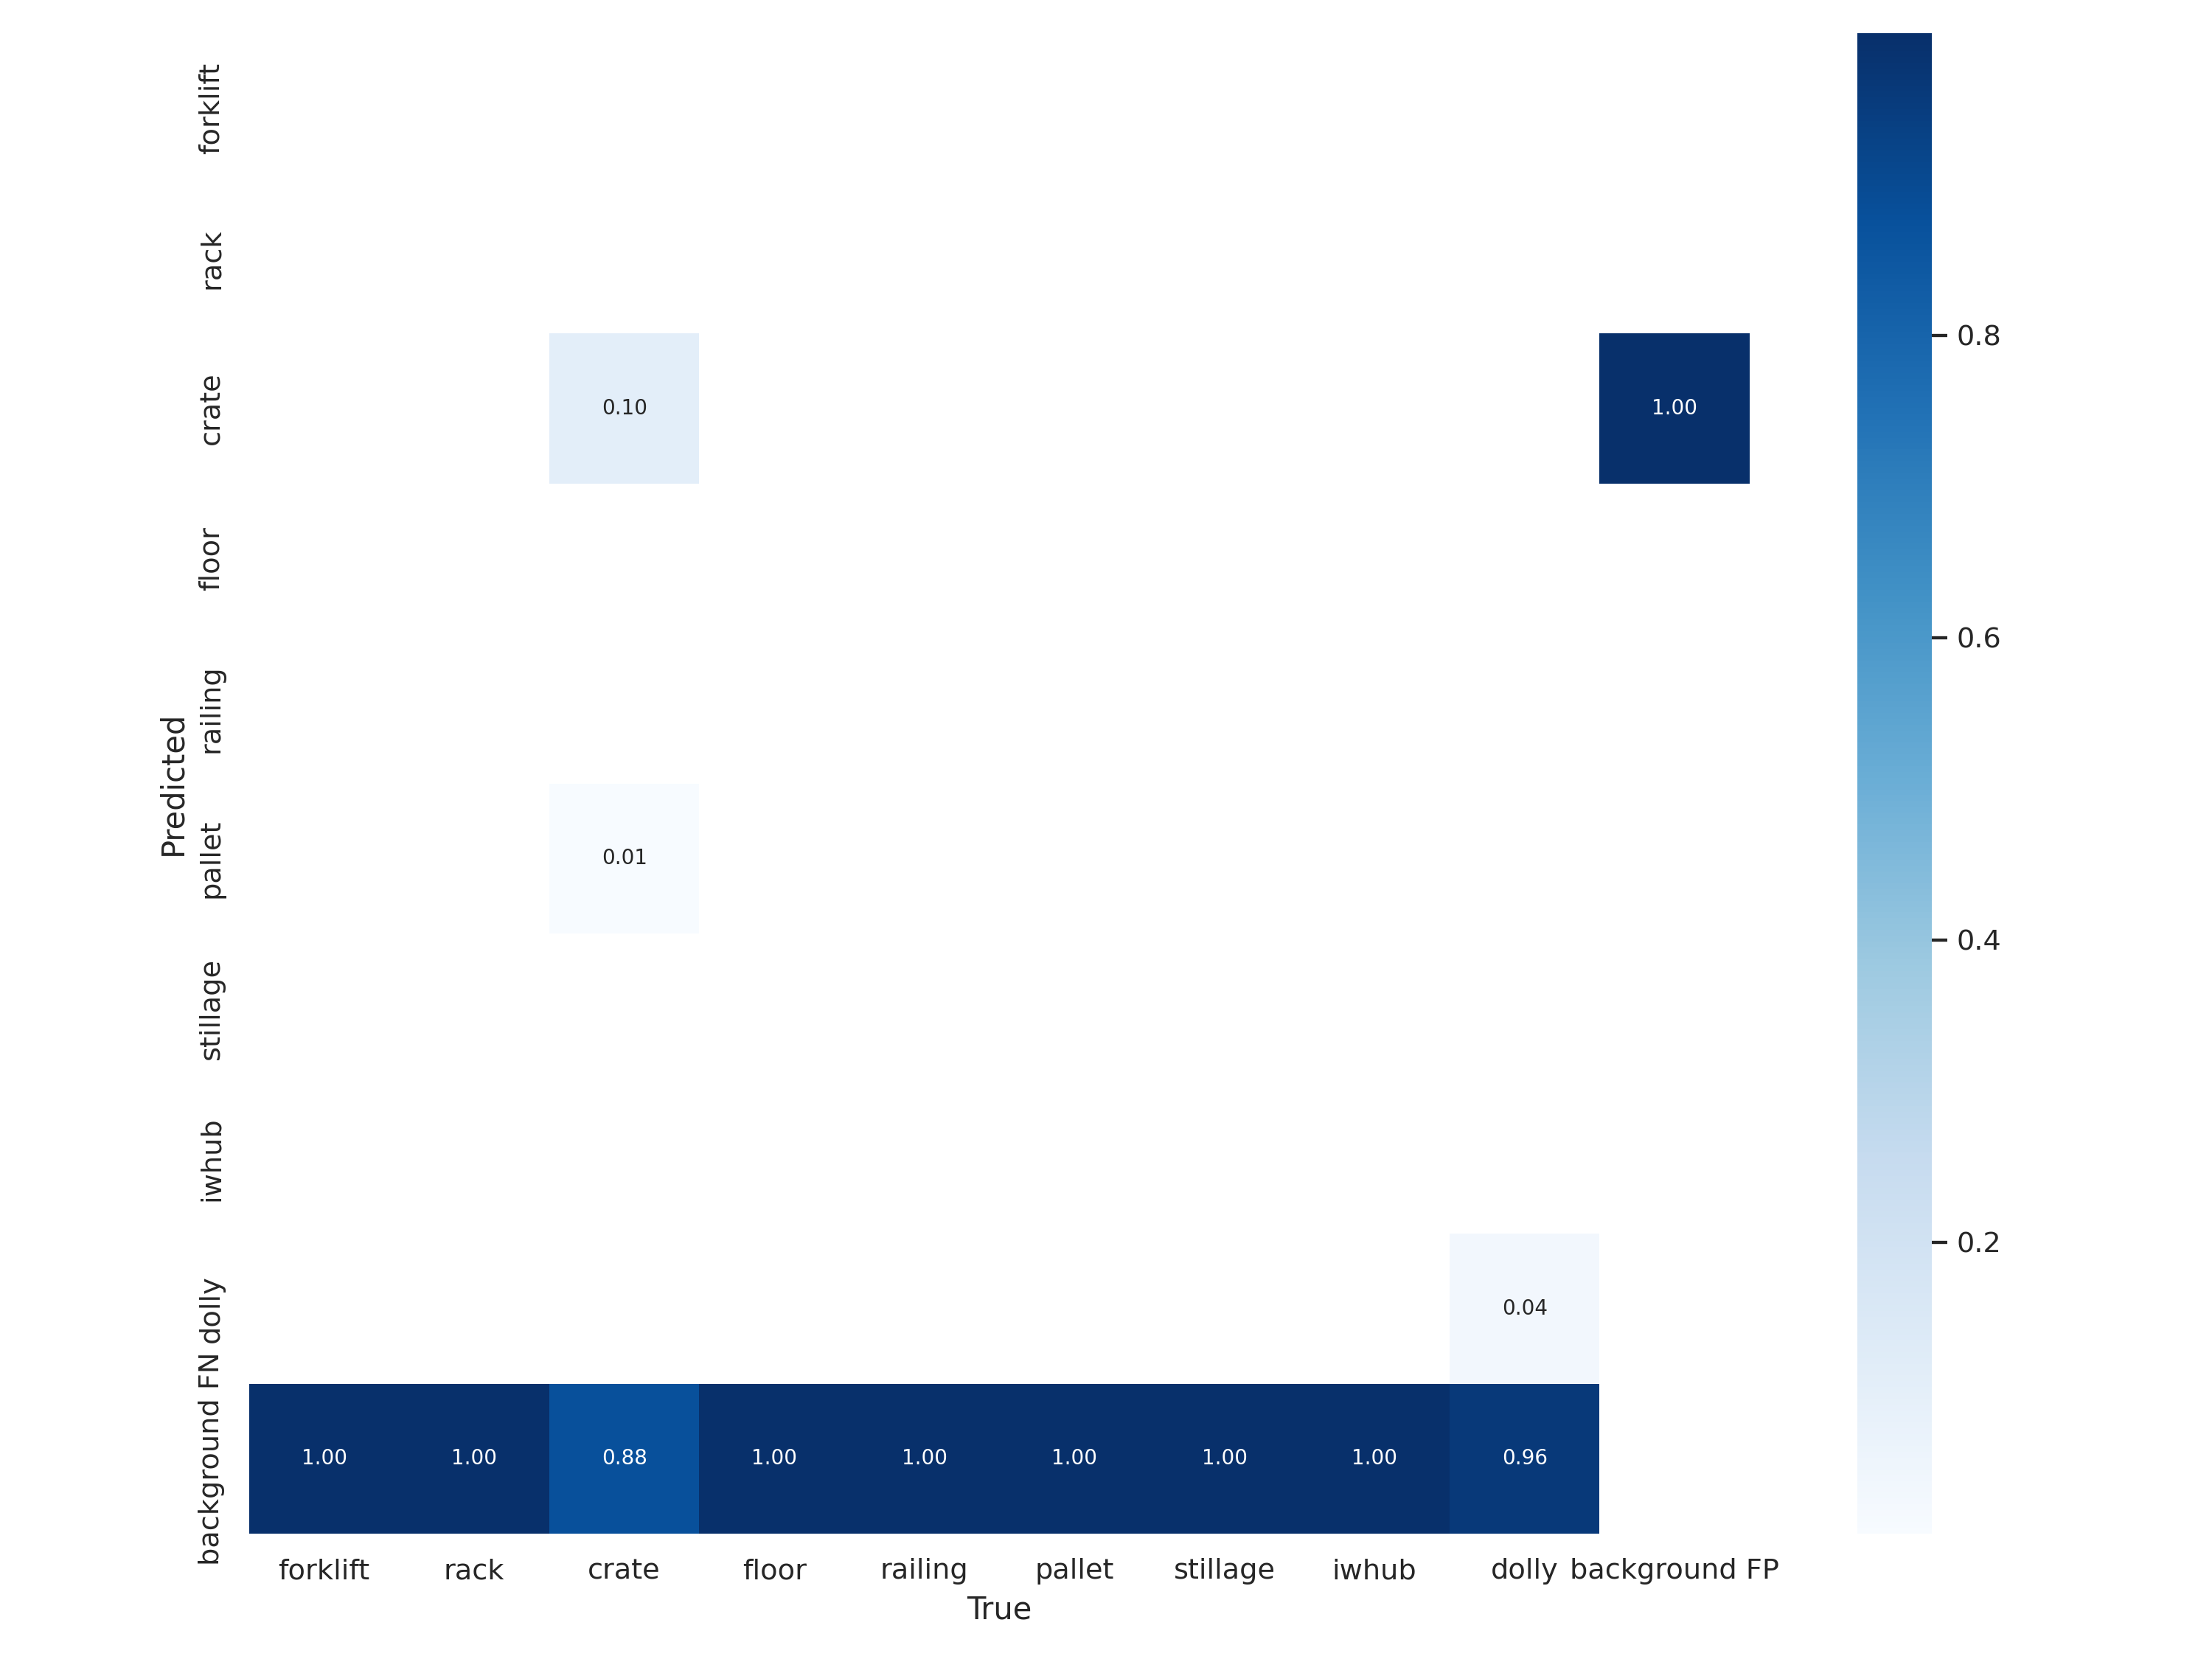 forklift
rack
crate
floor
railing
pallet
stillage
iwhub
dolly
background FN
Predicted
0.10
1.00
0.01
0.04
1.00 1.00 0.88 1.00 1.00 1.00 1.00 1.00 0.96
forklift rack crate floor railing pallet stillage iwhub dolly background FP
True
0.8
0.6
0.4
0.2